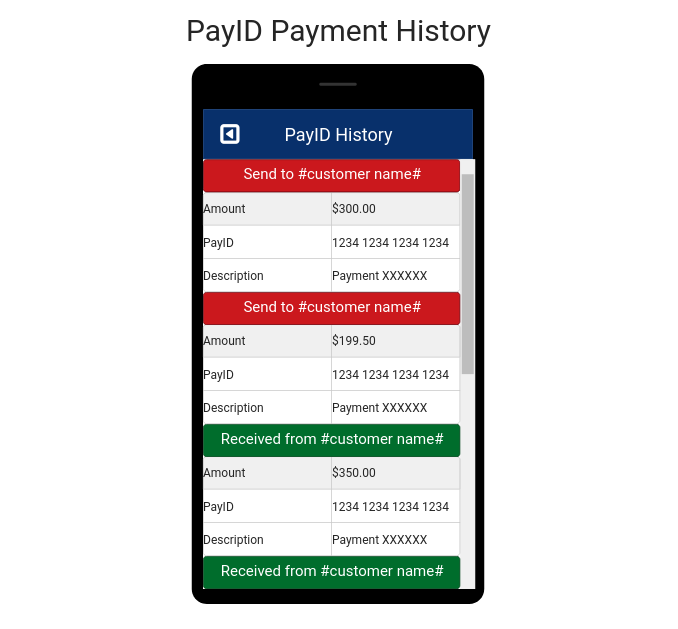 PayID Payment History
PayID History
Send to #customer name#
Amount $300.00
PayID 1234 1234 1234 1234
Description Payment XXXXXX
Send to #customer name#
Amount $199.50
PayID 1234 1234 1234 1234
Description Payment XXXXXX
Received from #customer name#
Amount $350.00
PayID 1234 1234 1234 1234
Description Payment XXXXXX
Received from #customer name#